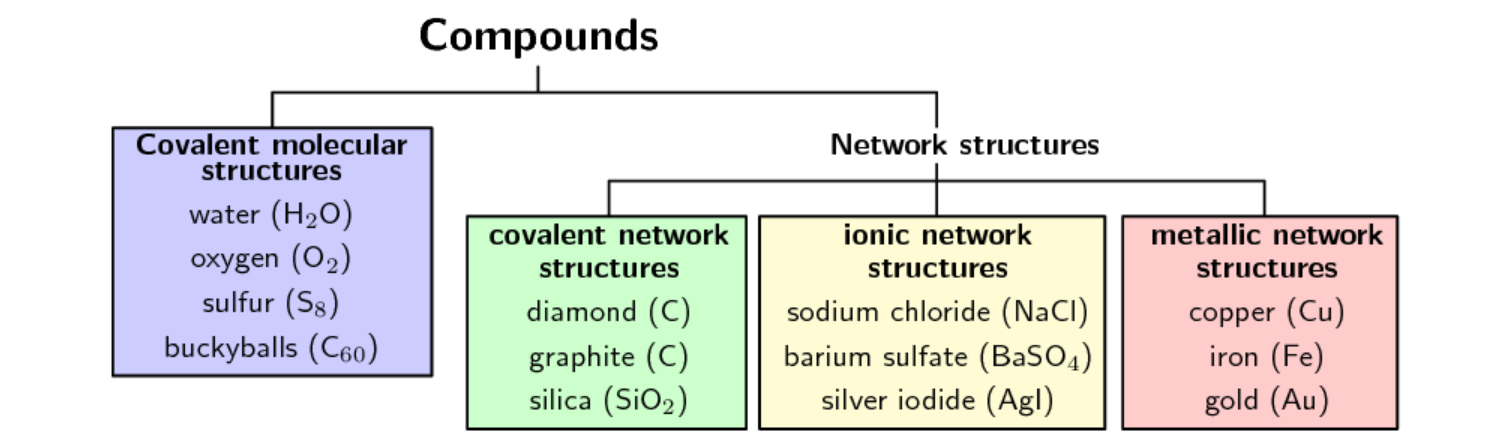 Compounds
Covalent molecular
structures
water (H₂O)
oxygen (O₂)
sulfur (S₈)
buckyballs (C₆₀)
Network structures
covalent network
structures
diamond (C)
graphite (C)
silica (SiO₂)
ionic network
structures
sodium chloride (NaCl)
barium sulfate (BaSO₄)
silver iodide (AgI)
metallic network
structures
copper (Cu)
iron (Fe)
gold (Au)